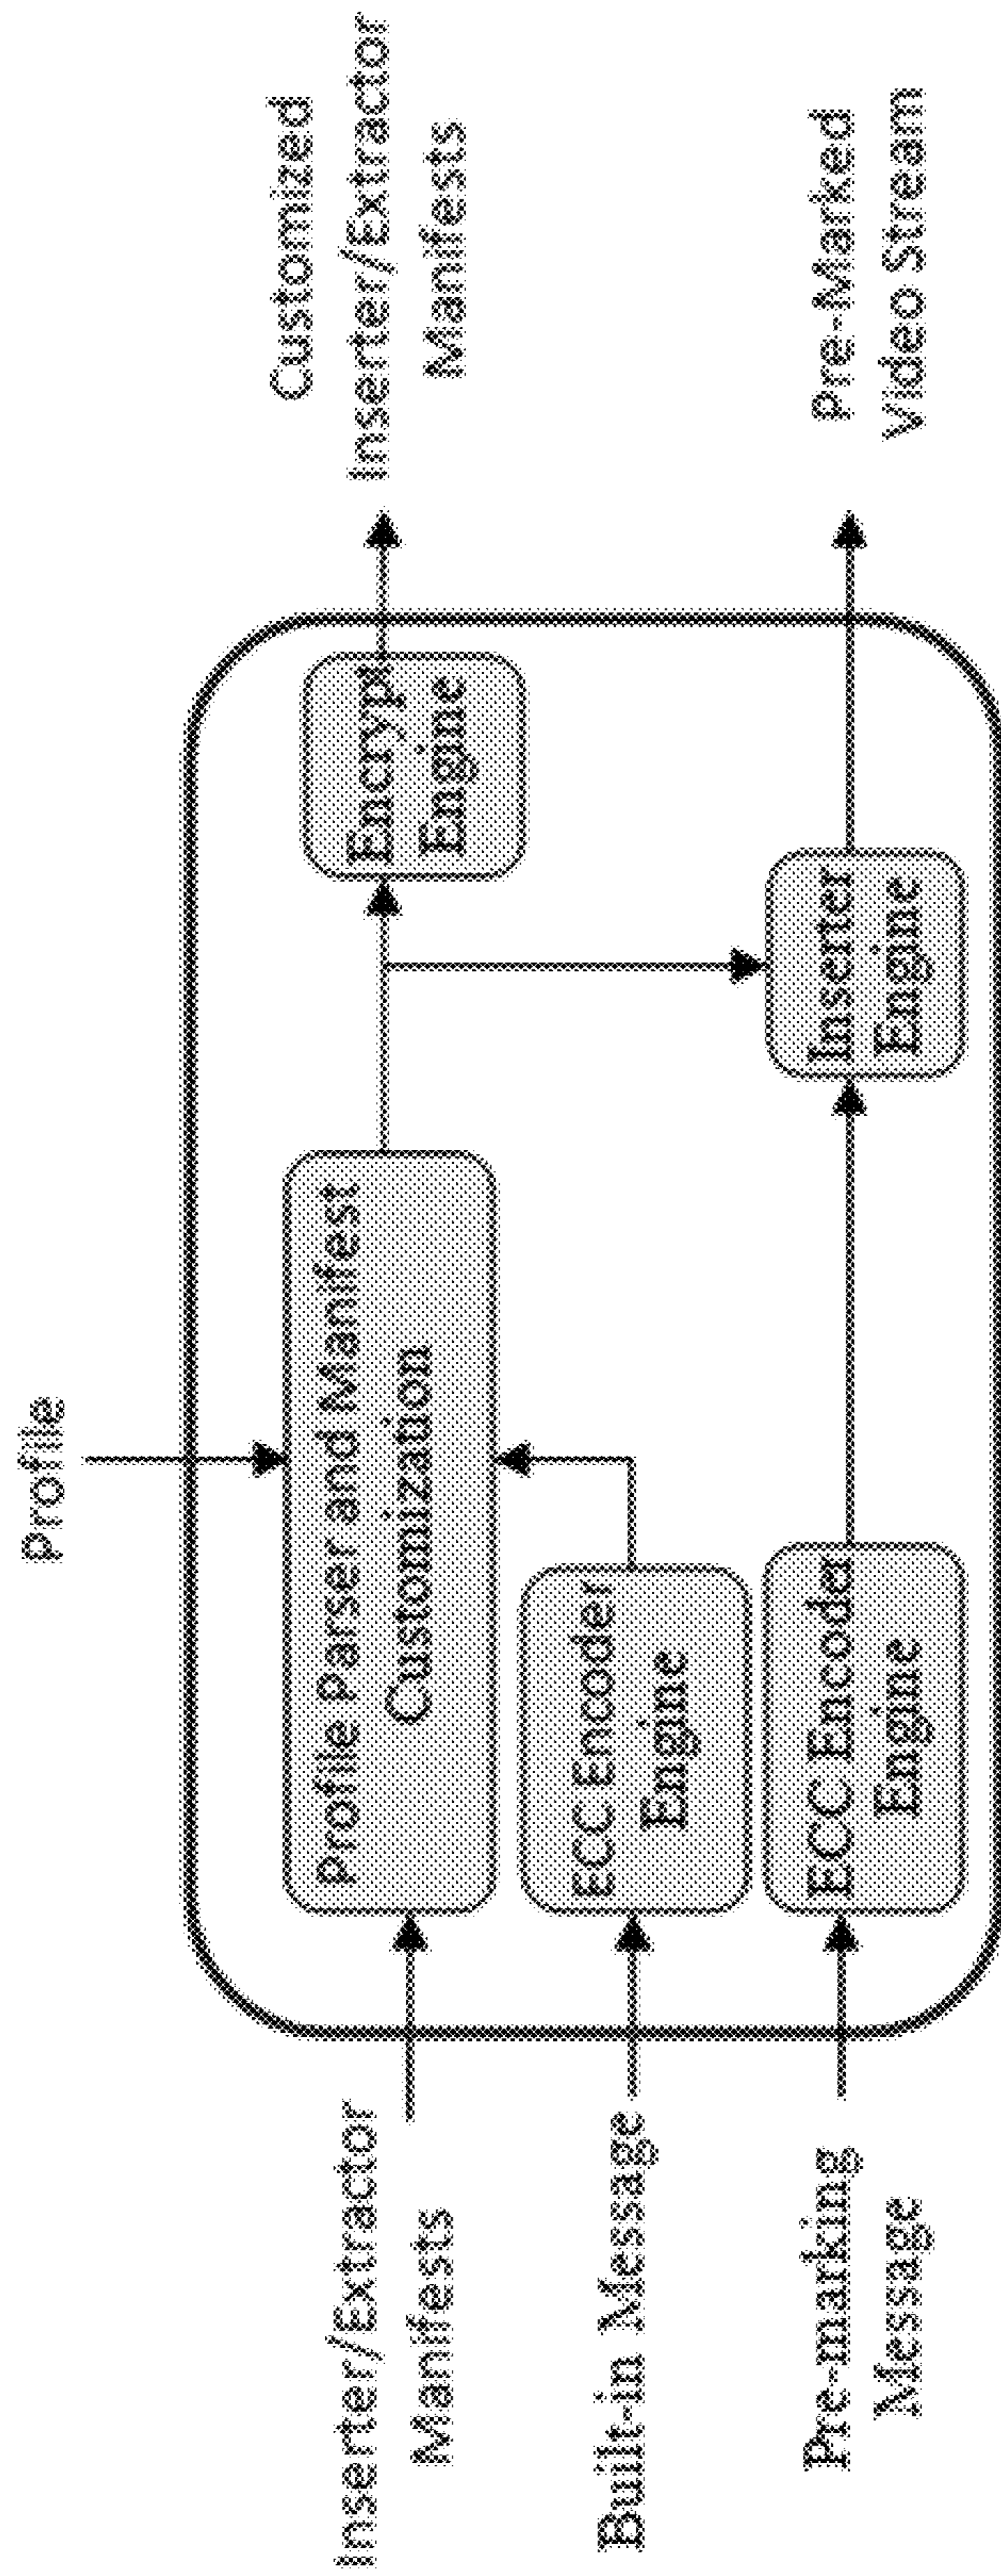 Profile
Inserter/Extractor
Manifests
Built-in Message
Pre-marking
Message
Profile Parser and Manifest
Customization
ECC Encoder
Engine
ECC Encoder
Engine
Encrypt
Engine
Inserter
Engine
Customized
Inserter/Extractor
Manifests
Pre-Marked
Video Stream